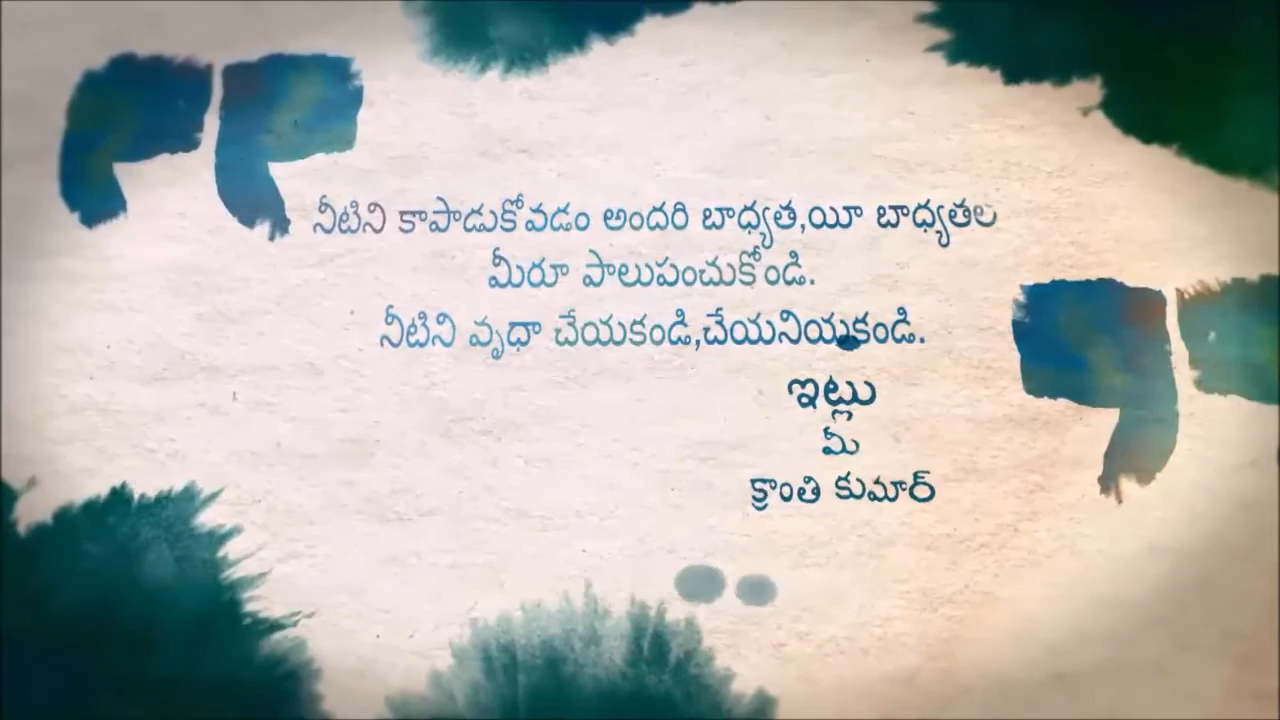 నీటిని కాపాడుకోవడం అందరి బాధ్యత,యీ బాధ్యతల
మీరూ పాలుపంచుకోండి.
నీటిని వృధా చేయకండి,చేయనియకండి.
ఇట్లు
మీ
క్రాంతి కుమార్